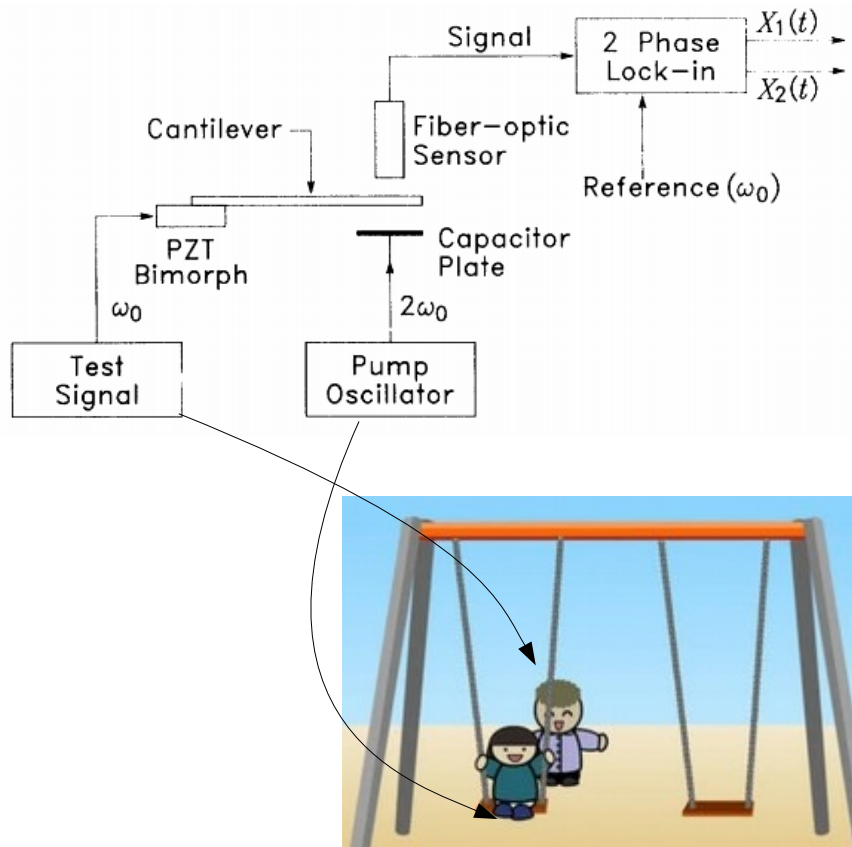 Signal
2 Phase
Lock-in
X₁(t)
X₂(t)
Cantilever
Fiber-optic
Sensor
Reference(ω₀)
PZT
Bimorph
Capacitor
Plate
ω₀
2ω₀
Test
Signal
Pump
Oscillator